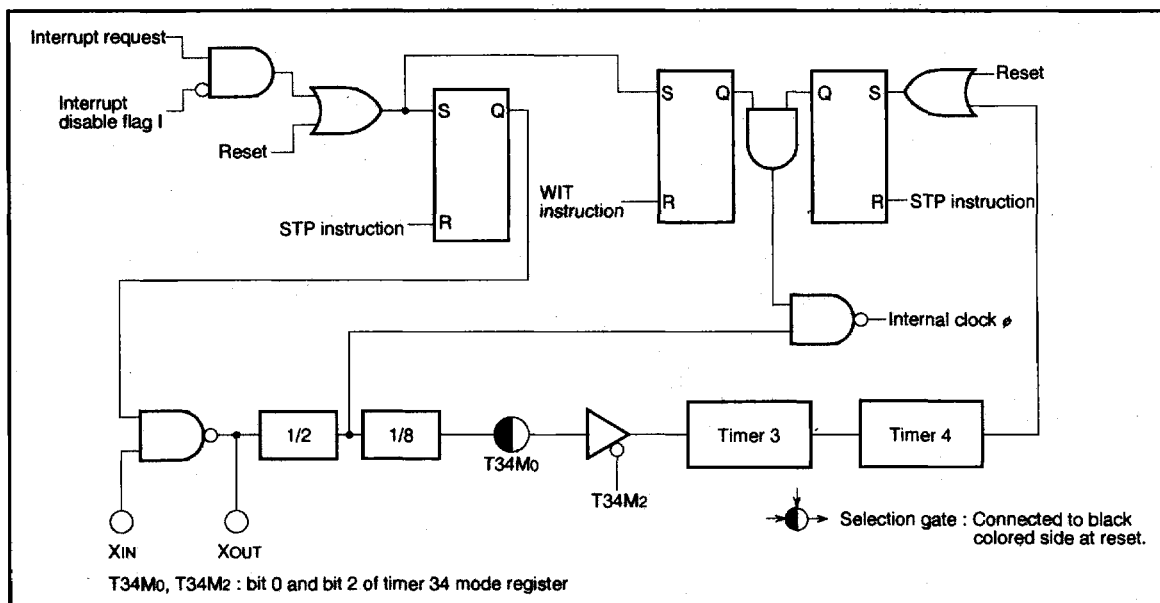 Interrupt request
Interrupt
disable flag I
Reset
S
Q
R
STP instruction
WIT
instruction
S
Q
R
Q
S
R
Reset
STP instruction
Internal clock ϕ
1/2
1/8
T34M0
T34M2
Timer 3
Timer 4
XIN
XOUT
Selection gate : Connected to black
colored side at reset.
T34M0, T34M2 : bit 0 and bit 2 of timer 34 mode register